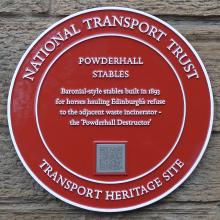 NATIONAL TRANSPORT TRUST
POWDERHALL
STABLES
Baronial-style stables built in 1893
for horses hauling Edinburgh's refuse
to the adjacent waste incinerator -
the 'Powderhall Destructor'
TRANSPORT HERITAGE SITE